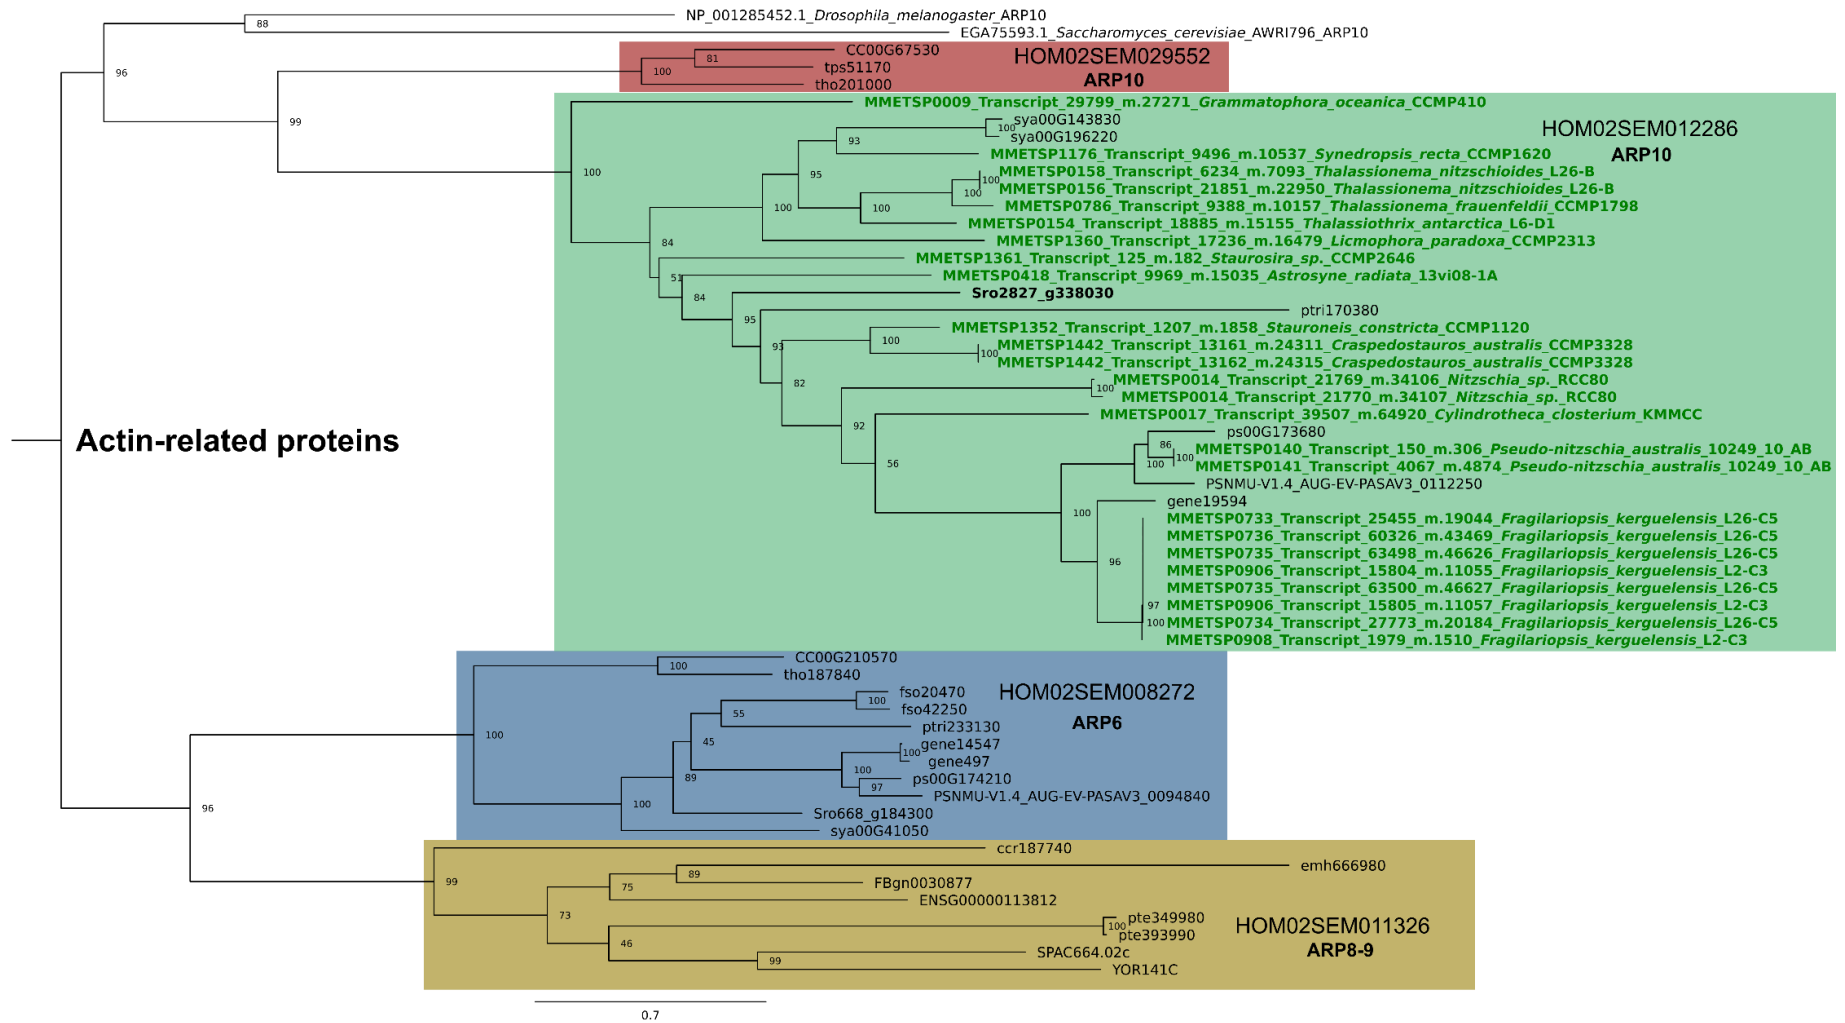 NP_001285452.1_Drosophila_melanogaster_ARP10
88
EGA75593.1_Saccharomyces_cerevisiae_AWRI796_ARP10
96
CC00G67530
81
tps51170
100
tho201000
HOM02SEM029552
ARP10
99
MMETSP0009_Transcript_29799_m.27271_Grammatophora_oceanica_CCMP410
sya00G143830
100
sya00G196220
HOM02SEM012286
ARP10
93
MMETSP1176_Transcript_9496_m.10537_Synedropsis_recta_CCMP1620
95
MMETSP0158_Transcript_6234_m.7093_Thalassionema_nitzschioides_L26-B
100
MMETSP0156_Transcript_21851_m.22950_Thalassionema_nitzschioides_L26-B
100
MMETSP0786_Transcript_9388_m.10157_Thalassionema_frauenfeldii_CCMP1798
100
100
100
MMETSP0154_Transcript_18885_m.15155_Thalassiothrix_antarctica_L6-D1
84
MMETSP1360_Transcript_17236_m.16479_Licmophora_paradoxa_CCMP2313
MMETSP1361_Transcript_125_m.182_Staurosira_sp._CCMP2646
51
MMETSP0418_Transcript_9969_m.15035_Astrosyne_radiata_13vi08-1A
84
Sro2827_g338030
95
ptri170380
93
MMETSP1352_Transcript_1207_m.1858_Stauroneis_constricta_CCMP1120
100
MMETSP1442_Transcript_13161_m.24311_Craspedostauros_australis_CCMP3328
100
MMETSP1442_Transcript_13162_m.24315_Craspedostauros_australis_CCMP3328
82
MMETSP0014_Transcript_21769_m.34106_Nitzschia_sp._RCC80
100
MMETSP0014_Transcript_21770_m.34107_Nitzschia_sp._RCC80
92
MMETSP0017_Transcript_39507_m.64920_Cylindrotheca_closterium_KMMCC
56
ps00G173680
86
MMETSP0140_Transcript_150_m.306_Pseudo-nitzschia_australis_10249_10_AB
100
100
MMETSP0141_Transcript_4067_m.4874_Pseudo-nitzschia_australis_10249_10_AB
PSNMU-V1.4_AUG-EV-PASAV3_0112250
Actin-related proteins
100
gene19594
96
MMETSP0733_Transcript_25455_m.19044_Fragilariopsis_kerguelensis_L26-C5
MMETSP0736_Transcript_60326_m.43469_Fragilariopsis_kerguelensis_L26-C5
MMETSP0735_Transcript_63498_m.46626_Fragilariopsis_kerguelensis_L26-C5
MMETSP0906_Transcript_15804_m.11055_Fragilariopsis_kerguelensis_L2-C3
MMETSP0735_Transcript_63500_m.46627_Fragilariopsis_kerguelensis_L26-C5
97
MMETSP0906_Transcript_15805_m.11057_Fragilariopsis_kerguelensis_L2-C3
100
MMETSP0734_Transcript_27773_m.20184_Fragilariopsis_kerguelensis_L26-C5
MMETSP0908_Transcript_1979_m.1510_Fragilariopsis_kerguelensis_L2-C3
CC00G210570
100
tho187840
HOM02SEM008272
ARP6
100
fso20470
100
fso42250
55
ptri233130
45
gene14547
100
gene497
100
ps00G174210
97
PSNMU-V1.4_AUG-EV-PASAV3_0094840
89
100
Sro668_g184300
sya00G41050
96
ccr187740
99
emh666980
89
FBgn0030877
75
ENSG00000113812
73
pte349980
100
pte393990
46
SPAC664.02c
99
YOR141C
HOM02SEM011326
ARP8-9
0.7